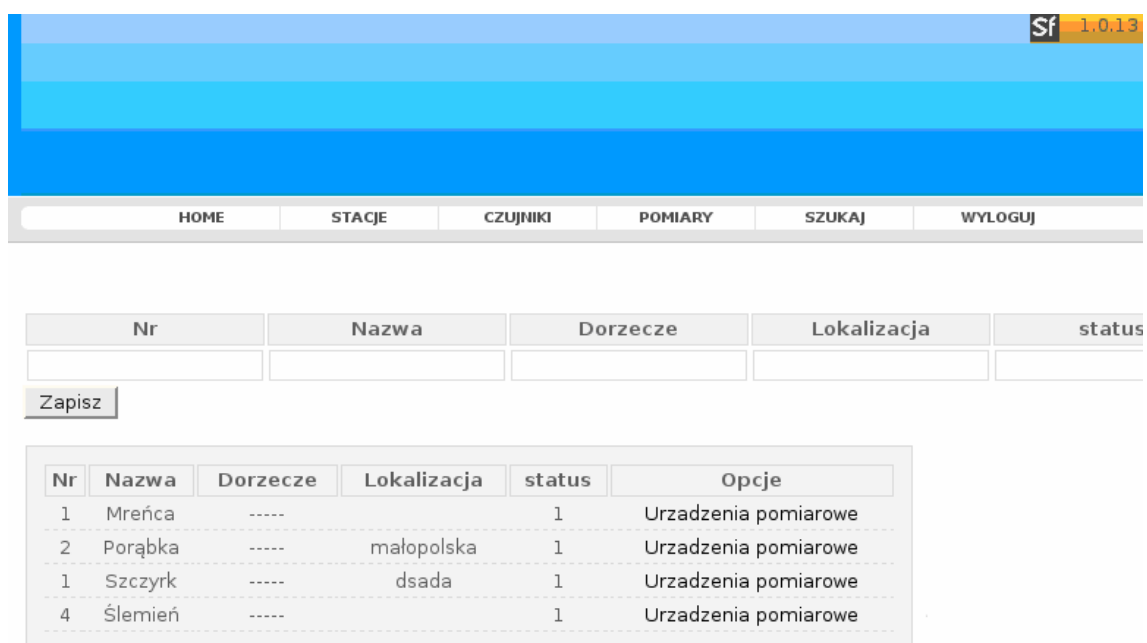 Sf 1.0.13
HOME STACJE CZUJNIKI POMIARY SZUKAJ WYLOGUJ
Nr Nazwa Dorzecze Lokalizacja status
Zapisz
Nr Nazwa Dorzecze Lokalizacja status Opcje
1 Mreńca ----- 1 Urzadzenia pomiarowe
2 Porąbka ----- małopolska 1 Urzadzenia pomiarowe
1 Szczyrk ----- dsada 1 Urzadzenia pomiarowe
4 Ślemień ----- 1 Urzadzenia pomiarowe